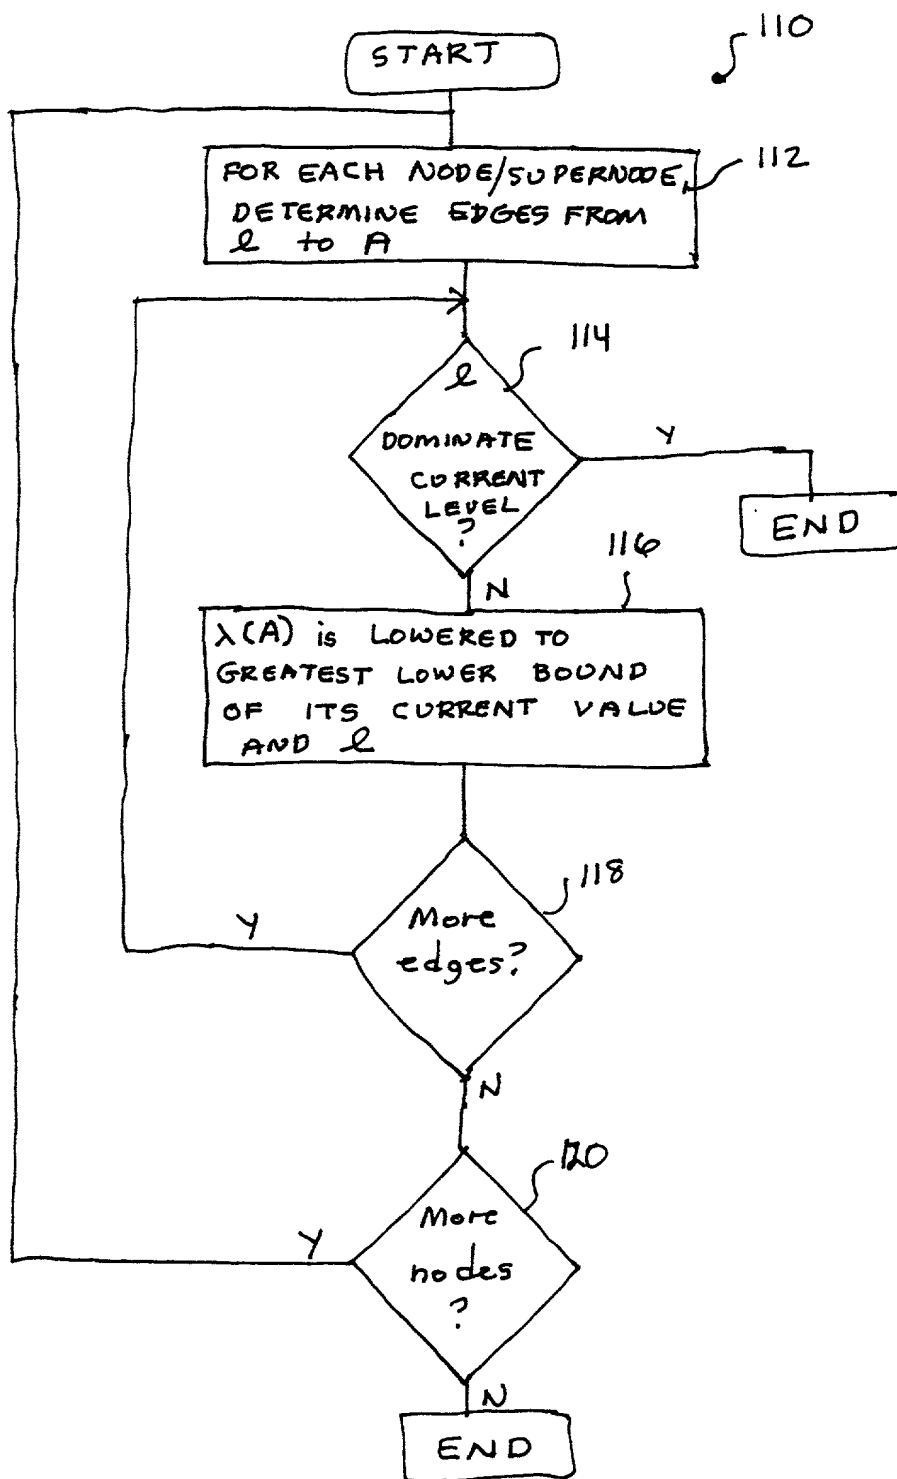 110
START
112
FOR EACH NODE/SUPERNODE,
DETERMINE EDGES FROM
ℓ to A
114
ℓ
DOMINATE
CURRENT
LEVEL
?
Y
END
N
116
λ(A) is LOWERED TO
GREATEST LOWER BOUND
OF ITS CURRENT VALUE
AND ℓ
118
More
edges?
Y
N
120
More
nodes
?
Y
N
END